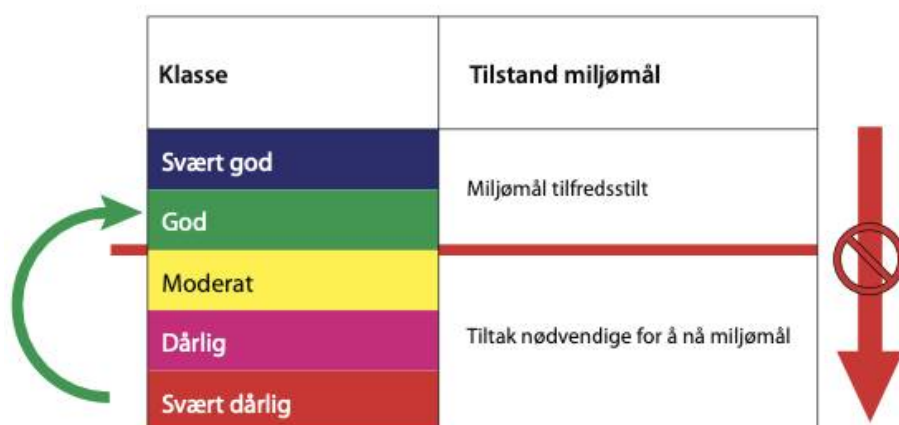 Klasse
Tilstand miljømål
Svært god
Miljømål tilfredsstilt
God
Moderat
Dårlig
Tiltak nødvendige for å nå miljømål
Svært dårlig